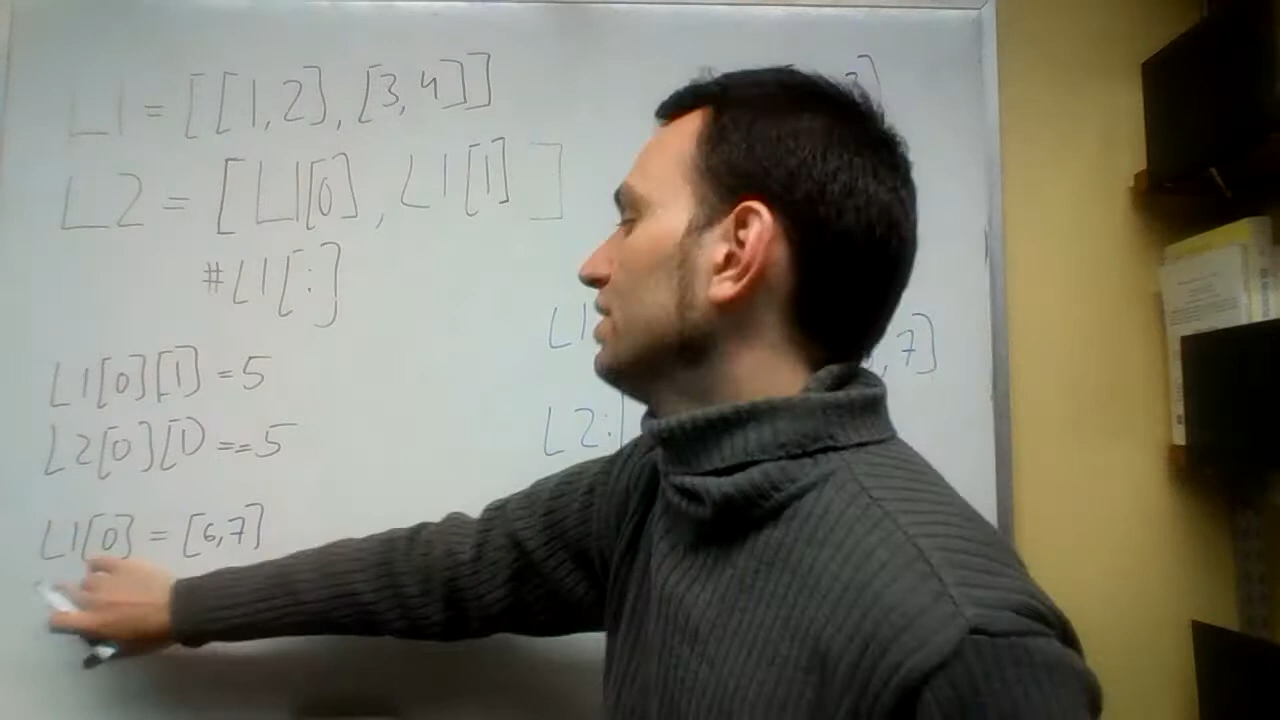 L1 = [[1,2], [3,4]]
L2 = [L1[0], L1[1] ]
#L1[:]
L1[0][1] = 5
L2[0][1] == 5
L1[0] = [6,7]
L1
, 7]
L2: